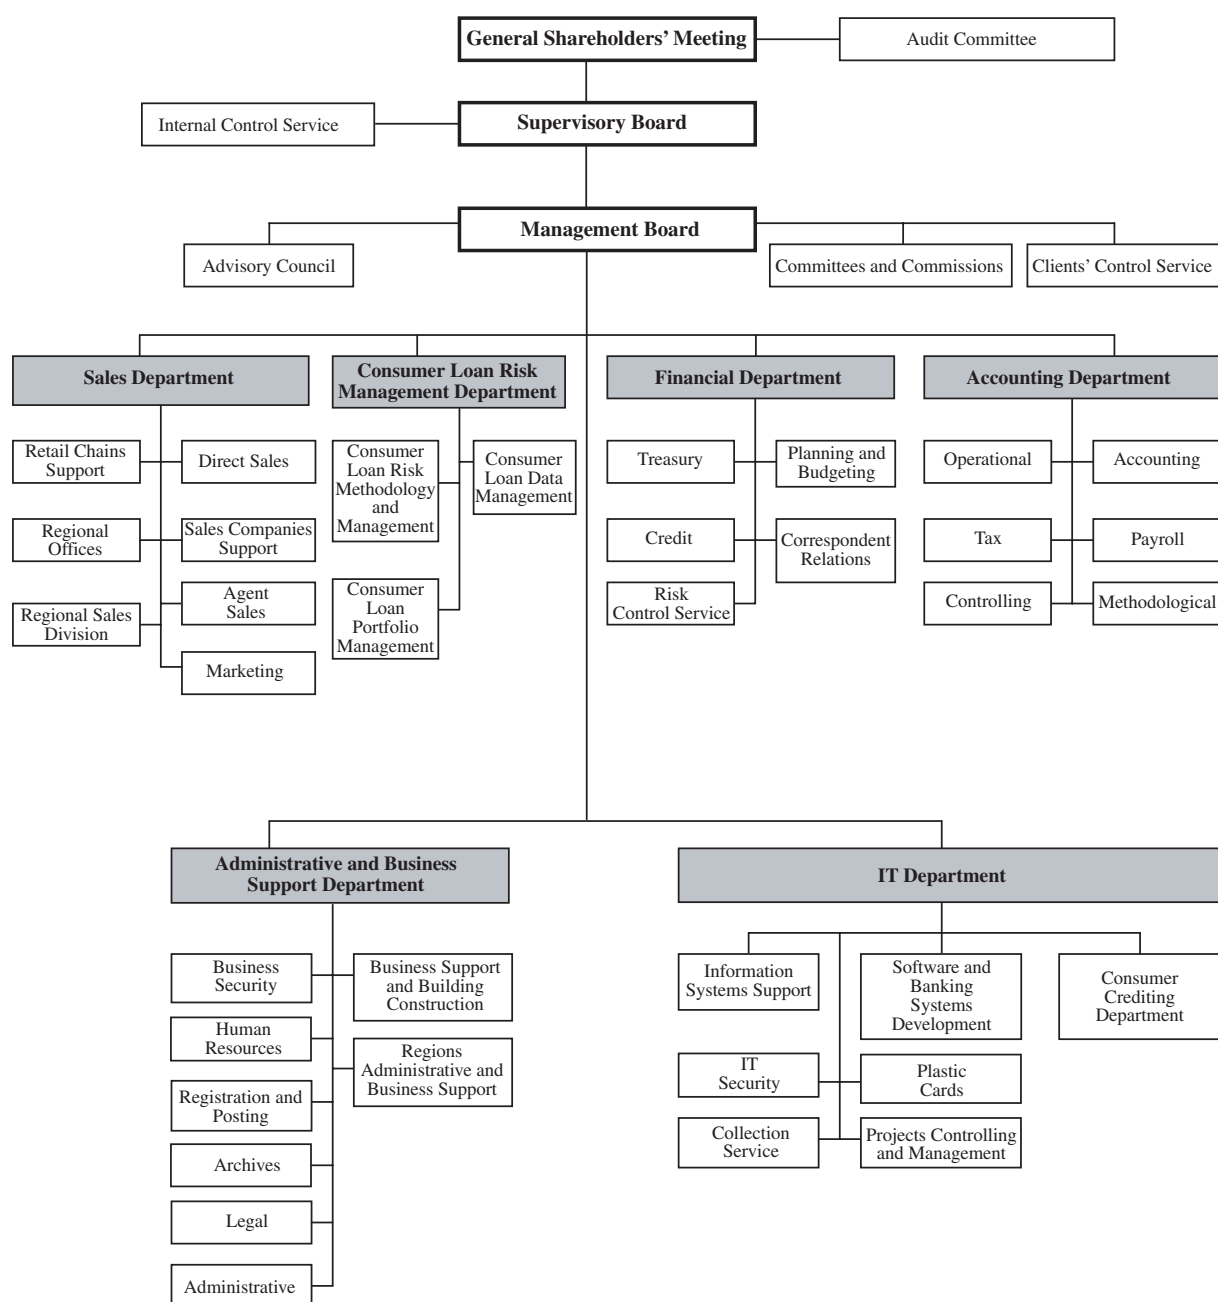 General Shareholders’ Meeting
Audit Committee
Internal Control Service
Supervisory Board
Management Board
Advisory Council
Committees and Commissions
Clients’ Control Service
Sales Department
Consumer Loan Risk
Management Department
Financial Department
Accounting Department
Retail Chains
Support
Direct Sales
Regional
Offices
Sales Companies
Support
Regional Sales
Division
Agent
Sales
Marketing
Consumer
Loan Risk
Methodology
and
Management
Consumer
Loan Data
Management
Consumer
Loan
Portfolio
Management
Treasury
Planning and
Budgeting
Credit
Correspondent
Relations
Risk
Control Service
Operational
Accounting
Tax
Payroll
Controlling
Methodological
Administrative and Business
Support Department
IT Department
Business
Security
Business Support
and Building
Construction
Human
Resources
Regions
Administrative and
Business Support
Registration and
Posting
Archives
Legal
Administrative
Information
Systems Support
Software and
Banking
Systems
Development
Consumer
Crediting
Department
IT
Security
Plastic
Cards
Collection
Service
Projects Controlling
and Management